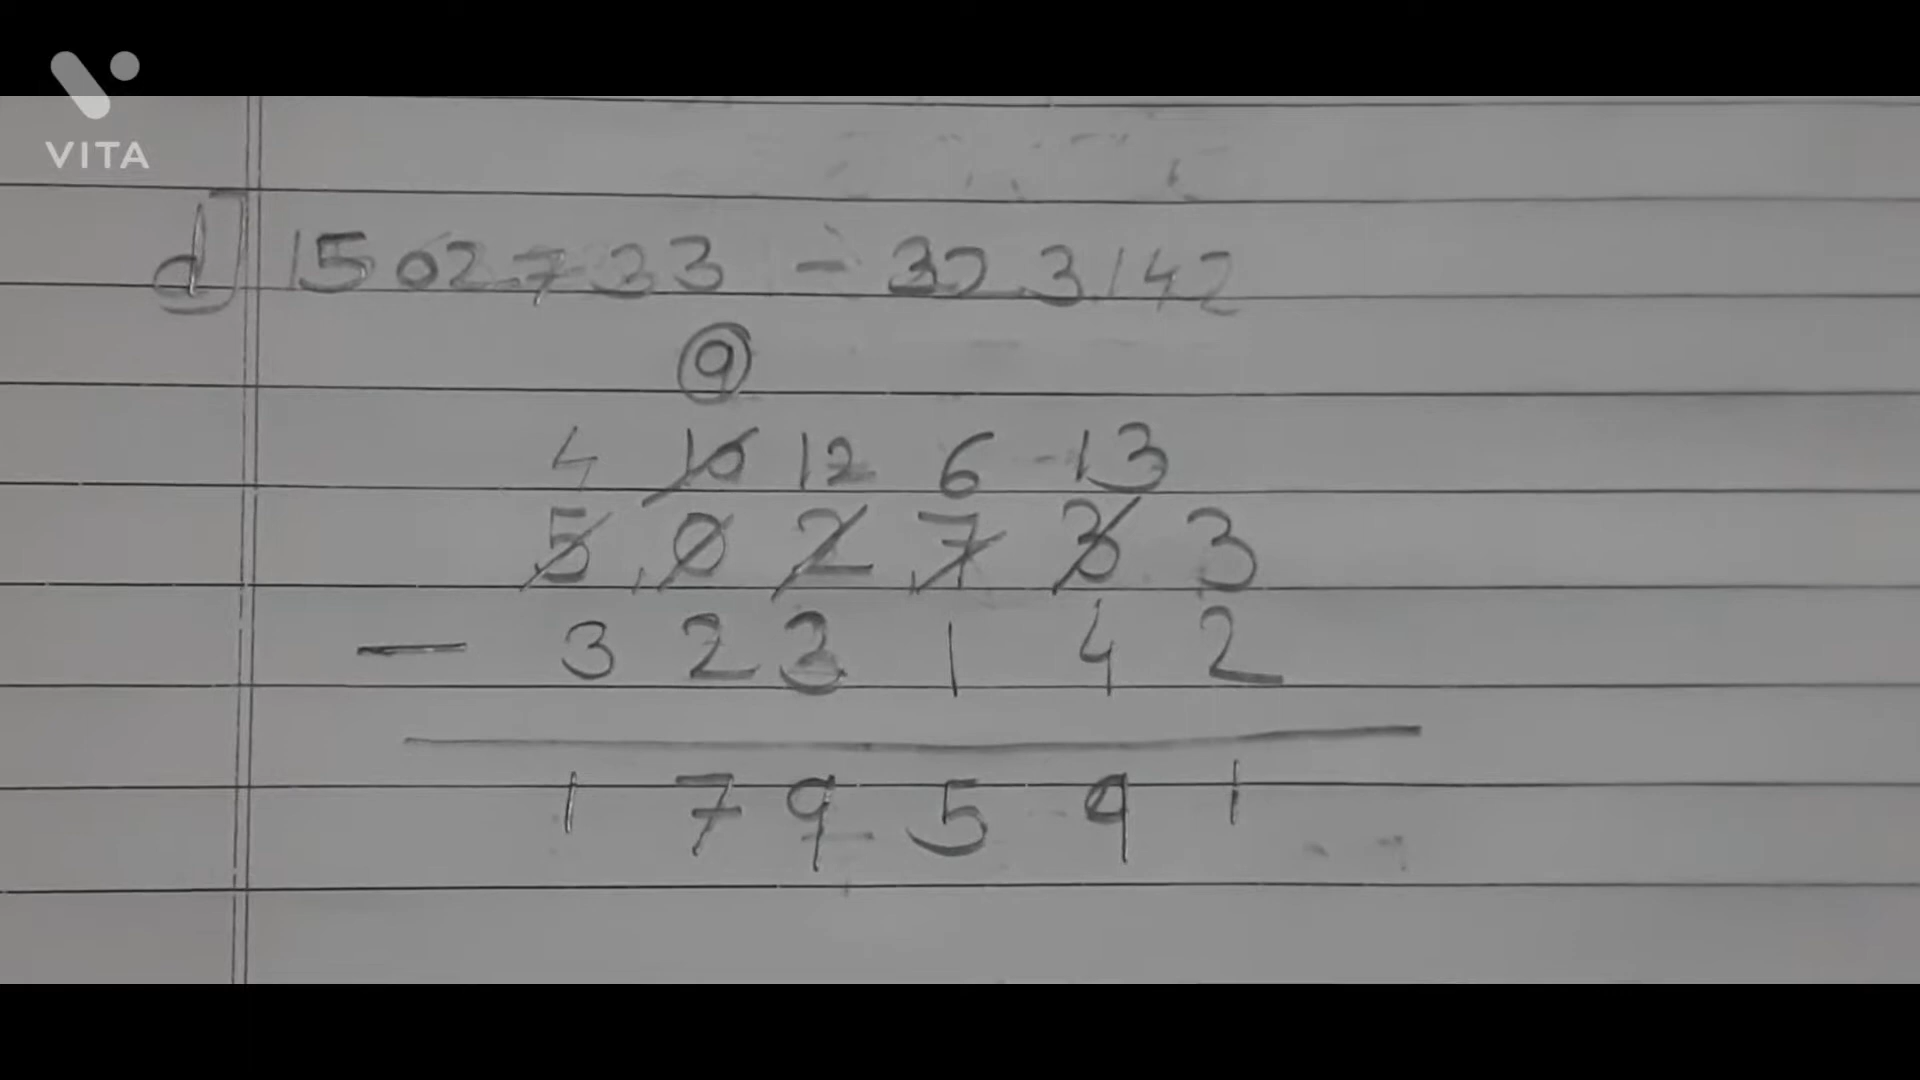 VITA
d] 1502733 - 323142
9
4 10 12 6 13
5,0 2,7 3 3
— 3 2 3 1 4 2
1 7 9 5 9 1